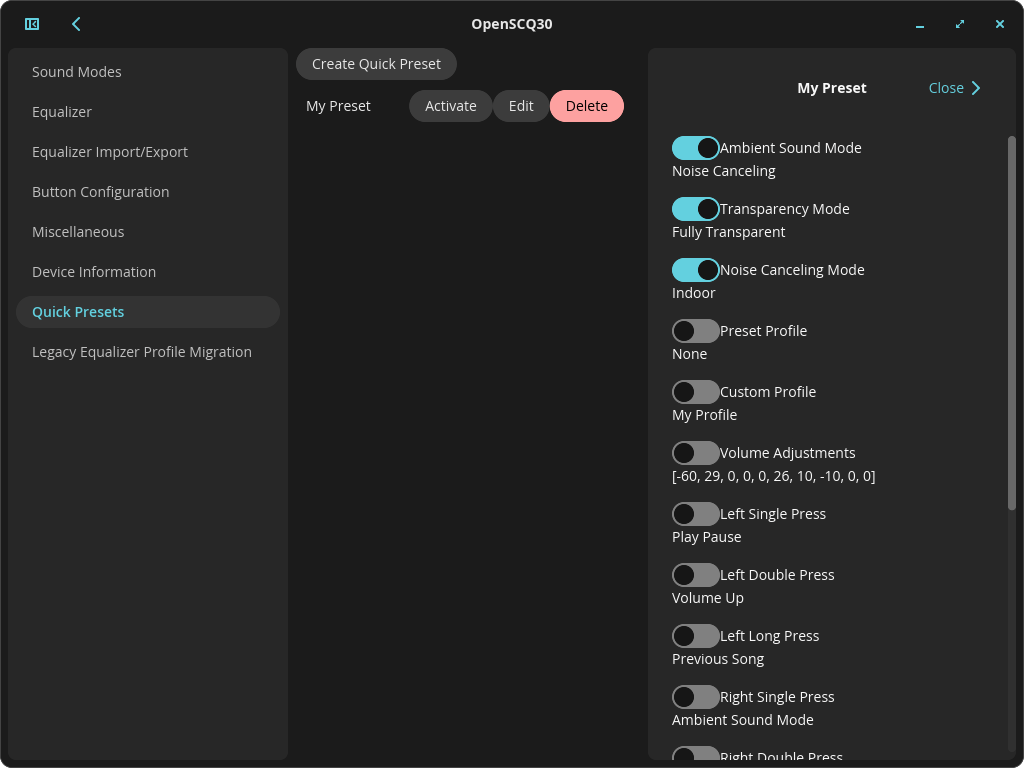 OpenSCQ30
Sound Modes
Equalizer
Equalizer Import/Export
Button Configuration
Miscellaneous
Device Information
Quick Presets
Legacy Equalizer Profile Migration
Create Quick Preset
My Preset Activate Edit Delete
My Preset Close
Ambient Sound Mode
Noise Canceling
Transparency Mode
Fully Transparent
Noise Canceling Mode
Indoor
Preset Profile
None
Custom Profile
My Profile
Volume Adjustments
[-60, 29, 0, 0, 0, 26, 10, -10, 0, 0]
Left Single Press
Play Pause
Left Double Press
Volume Up
Left Long Press
Previous Song
Right Single Press
Ambient Sound Mode
Right Double Press